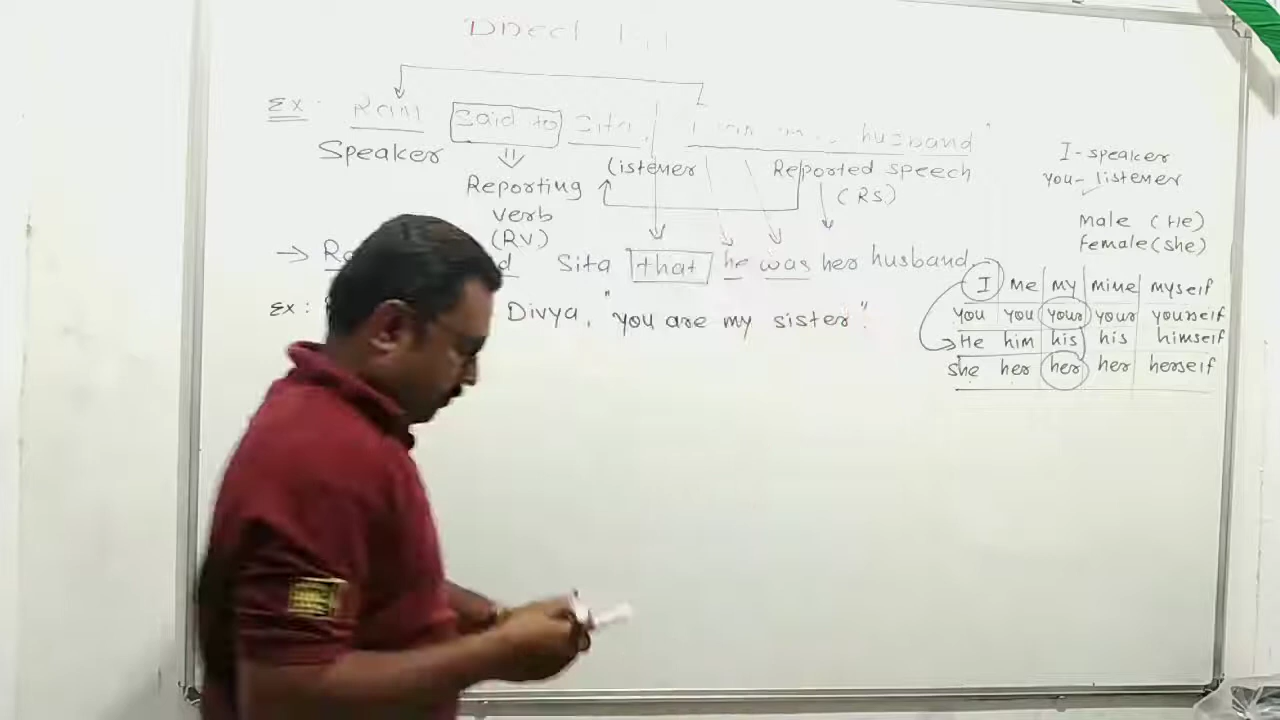 Direct
Ex: Ram said to Sita, I husband"
Speaker Listener Reported speech
Reporting (RS)
verb
(RV)
→ Sita that he was her husband
Ex: Divya, "you are my sister".
I - speaker
you - listener
Male (He)
Female (she)
I me my mine myself
you you your your yourself
He him his his himself
she her her her herself